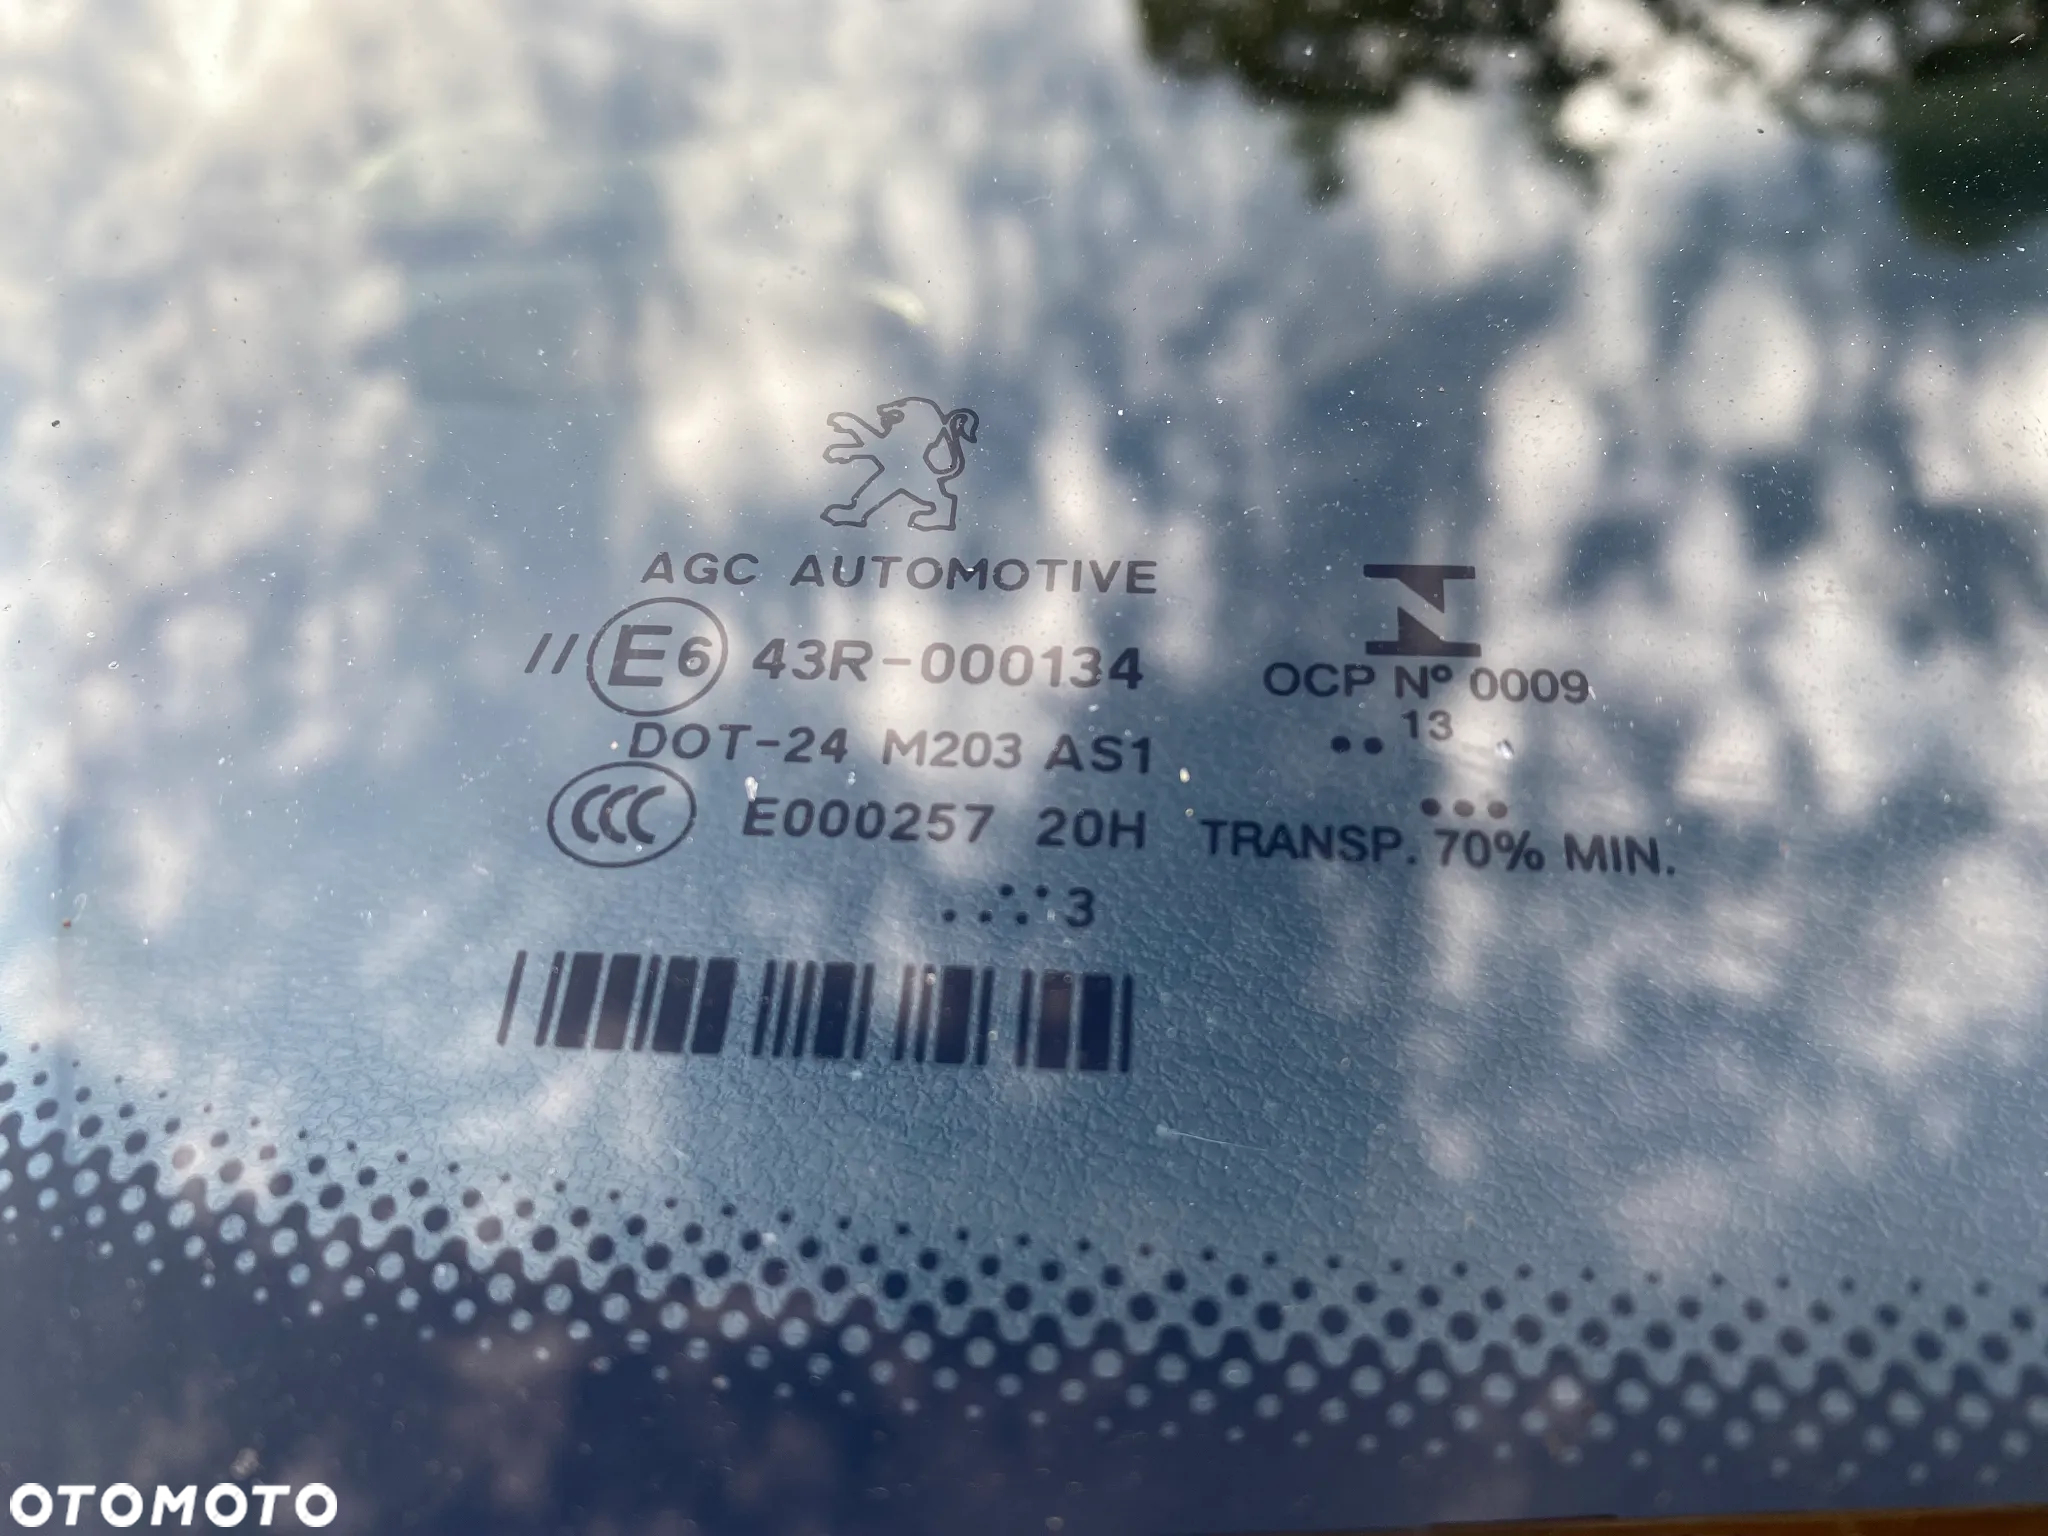 AGC AUTOMOTIVE
// E6 43R-000134
DOT-24 M203 AS1
CCC E000257 20H
..:˙˙3
N
OCP Nº 0009
.. 13
...
TRANSP. 70% MIN.
OTOMOTO